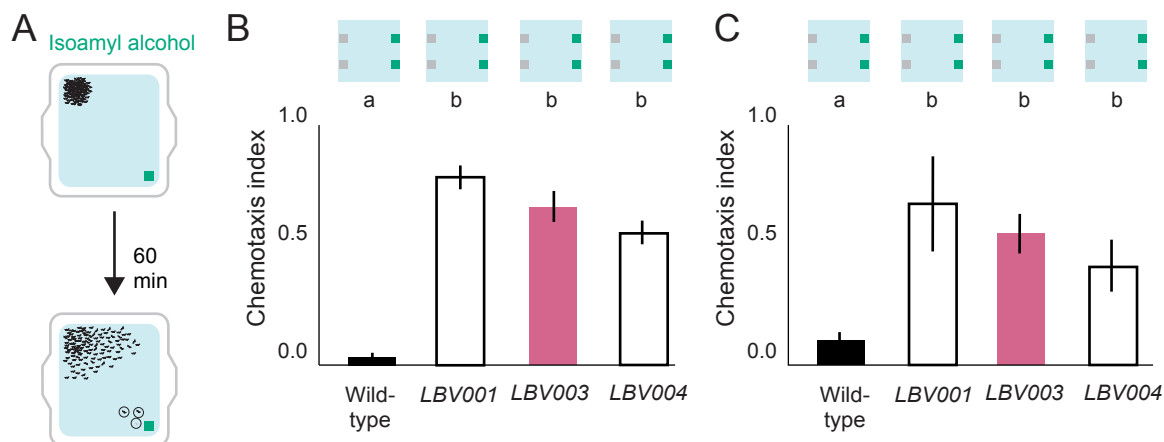 A
Isoamyl alcohol
60
min
B
a b b b
Chemotaxis index
1.0
0.5
0.0
Wild-
type
LBV001
LBV003
LBV004
C
a b b b
Chemotaxis index
1.0
0.5
0.0
Wild-
type
LBV001
LBV003
LBV004